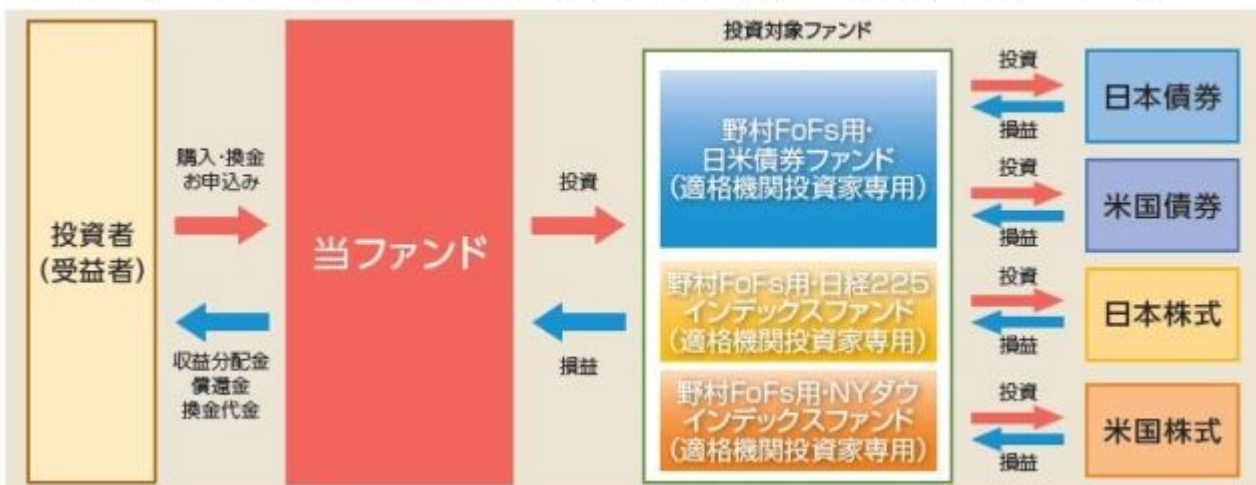 投資対象ファンド
投資者
(受益者)
購入・換金
お申込み
収益分配金
償還金
換金代金
当ファンド
投資
損益
野村FoFs用・
日米債券ファンド
(適格機関投資家専用)
野村FoFs用・日経225
インデックスファンド
(適格機関投資家専用)
野村FoFs用・NYダウ
インデックスファンド
(適格機関投資家専用)
投資
損益
日本債券
投資
損益
米国債券
投資
損益
日本株式
投資
損益
米国株式